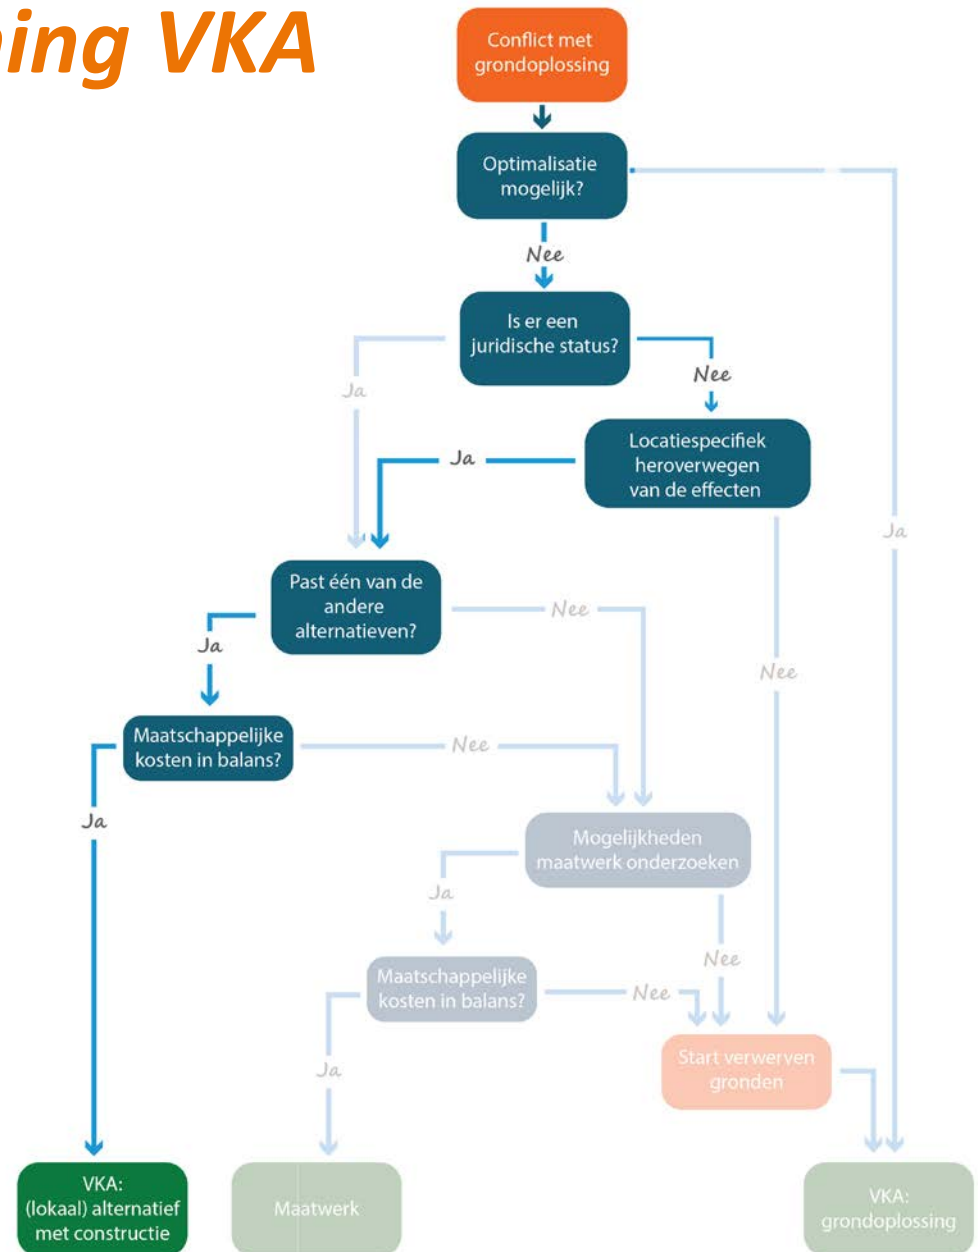 ing VKA
Conflict met
grondoplossing
Optimalisatie
mogelijk?
Nee
Is er een
juridische status?
Ja
Nee
Locatiespecifiek
heroverwegen
van de effecten
Ja
Ja
Past één van de
andere
alternatieven?
Nee
Ja
Nee
Maatschappelijke
kosten in balans?
Nee
Ja
Mogelijkheden
maatwerk onderzoeken
Ja
Nee
Maatschappelijke
kosten in balans?
Nee
Ja
Start verwerven
gronden
VKA:
(lokaal) alternatief
met constructie
Maatwerk
VKA:
grondoplossing